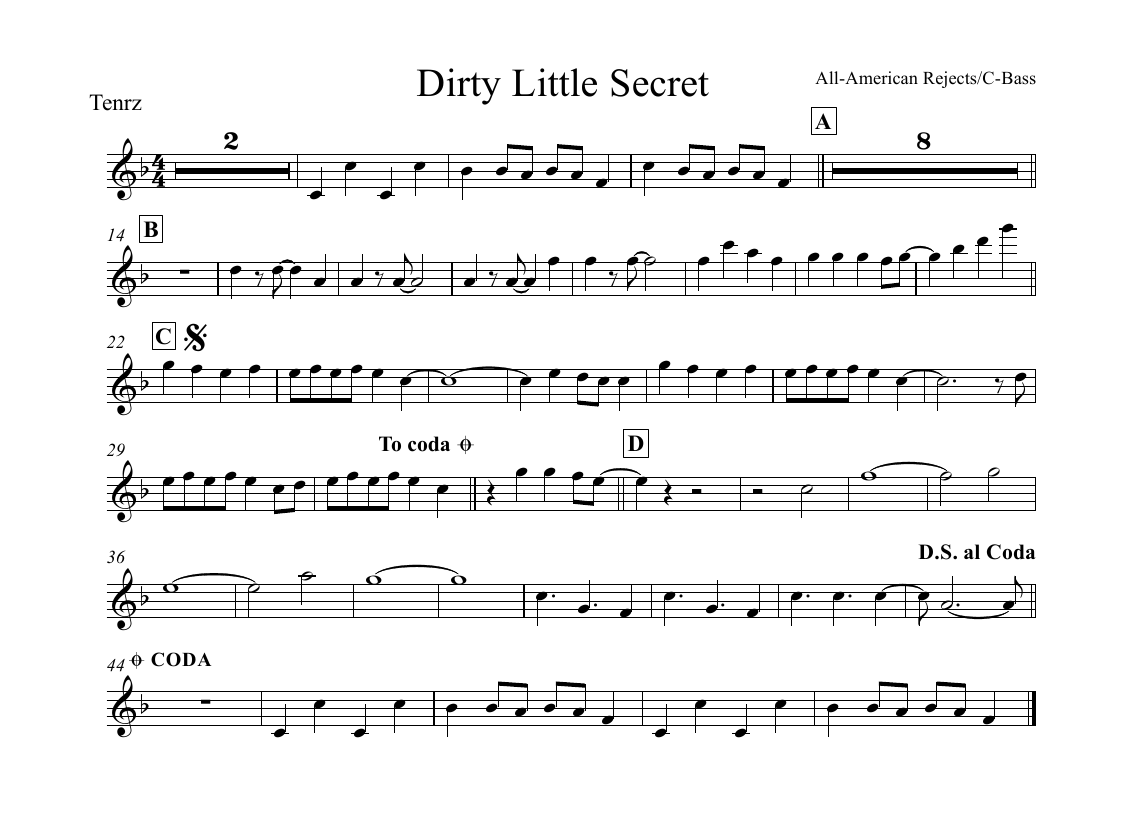 Dirty Little Secret
All-American Rejects/C-Bass
Tenrz
A
2
8
14
B
22
C
29
To coda
D
36
D.S. al Coda
44
CODA